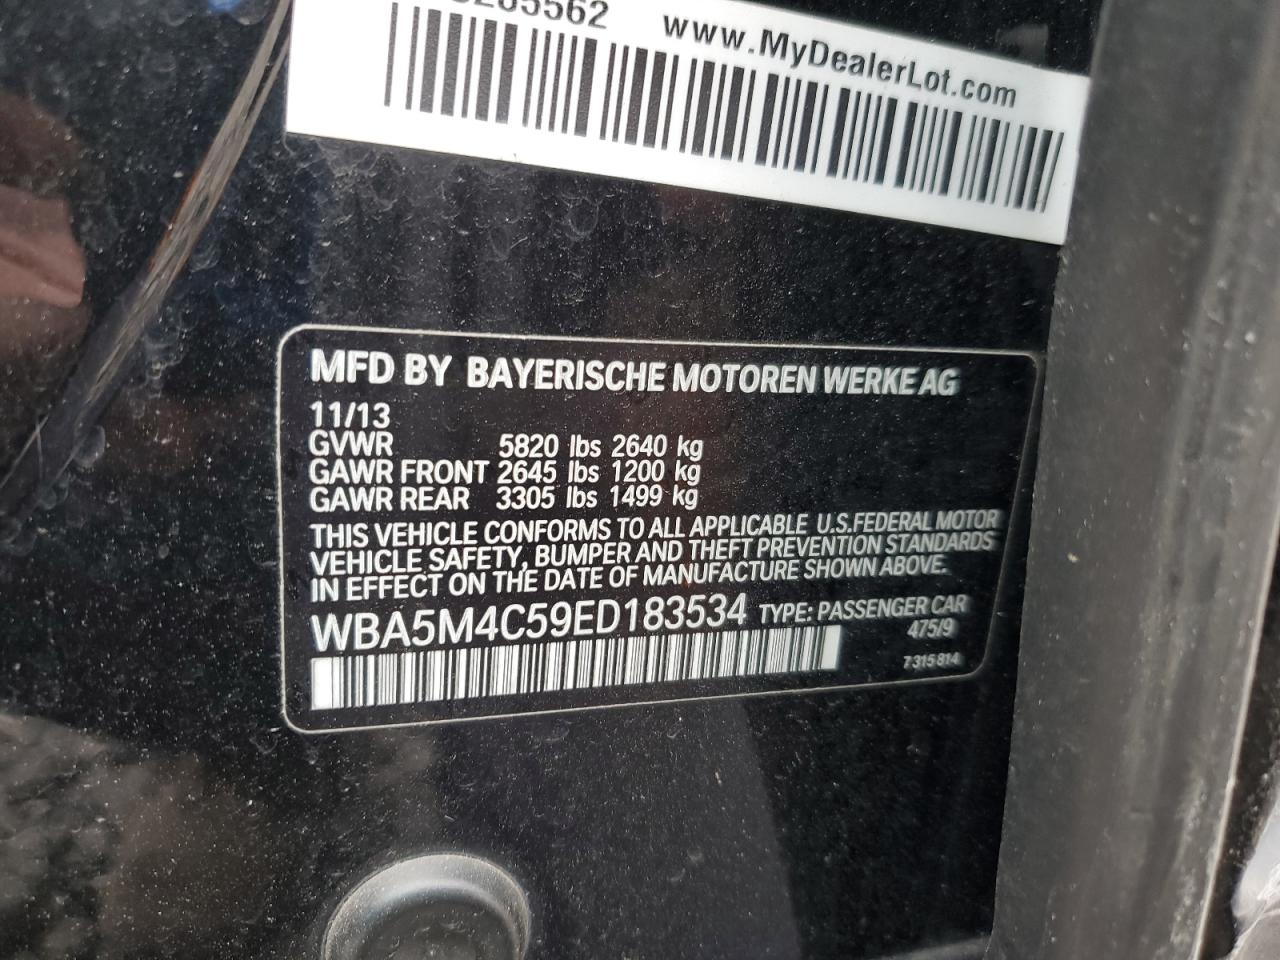 www.MyDealerLot.com
MFD BY BAYERISCHE MOTOREN WERKE AG
11/13
GVWR 5820 lbs 2640 kg
GAWR FRONT 2645 lbs 1200 kg
GAWR REAR 3305 lbs 1499 kg
THIS VEHICLE CONFORMS TO ALL APPLICABLE U.S.FEDERAL MOTOR
VEHICLE SAFETY, BUMPER AND THEFT PREVENTION STANDARDS
IN EFFECT ON THE DATE OF MANUFACTURE SHOWN ABOVE.
WBA5M4C59ED183534 TYPE: PASSENGER CAR
475/9
7315814